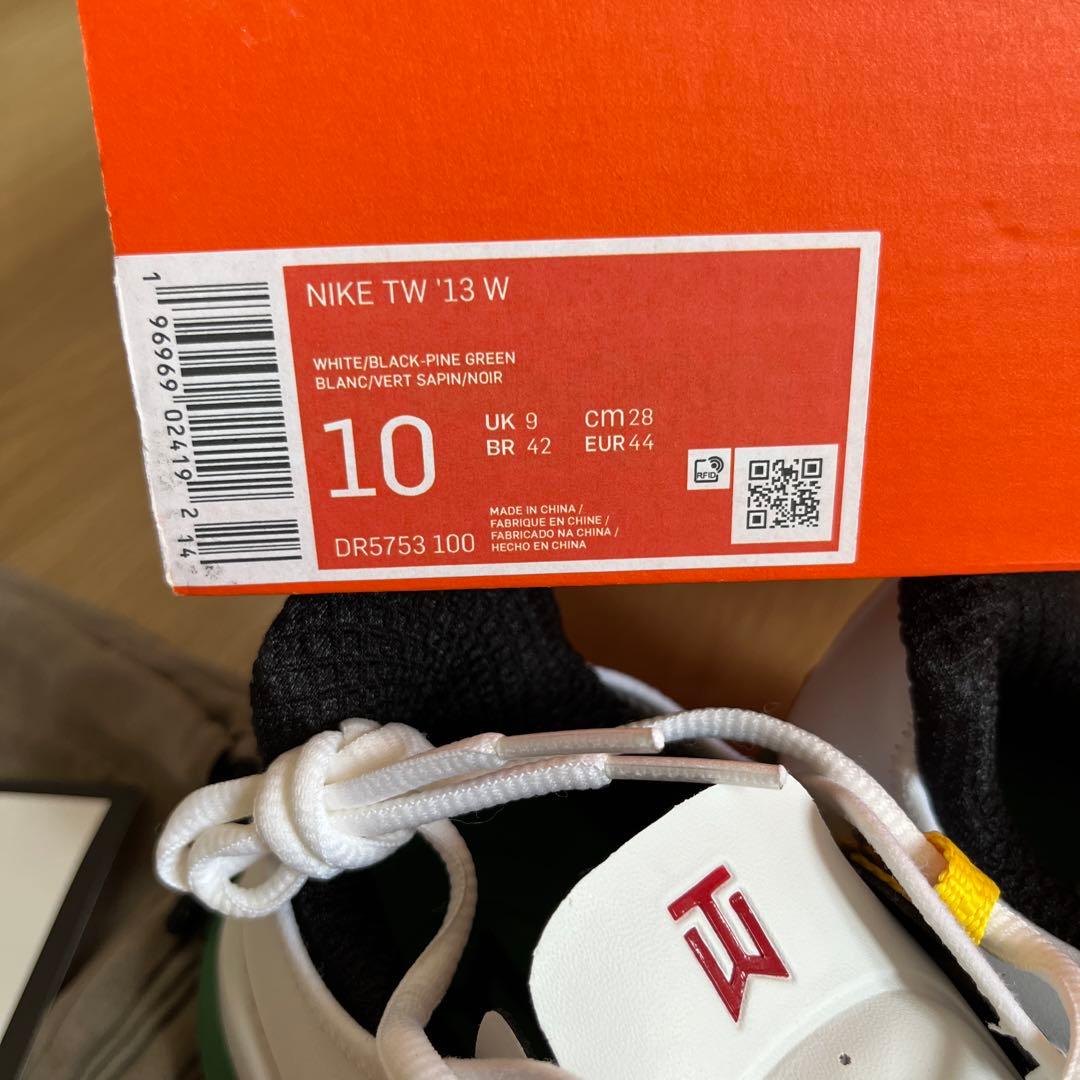 NIKE TW '13 W
WHITE/BLACK-PINE GREEN
BLANC/VERT SAPIN/NOIR
10
UK 9 cm 28
BR 42 EUR 44
RFID
MADE IN CHINA /
FABRIQUE EN CHINE /
FABRICADO NA CHINA /
HECHO EN CHINA
DR5753 100
1 96969 02419 2 14
TW